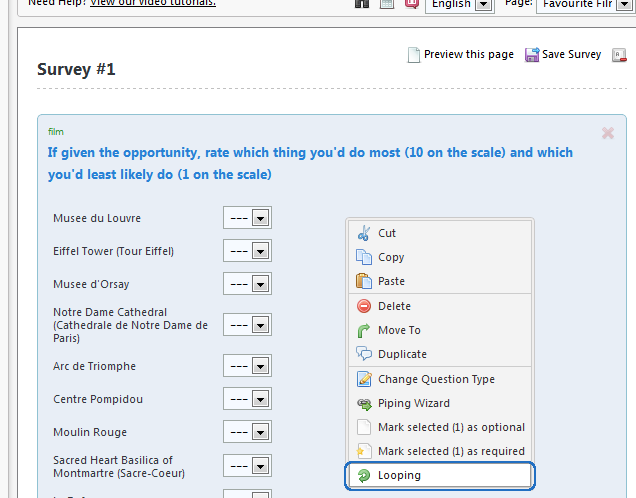 Need Help? View our video tutorials.
English
Page:
Favourite Filr
Preview this page
Save Survey
Survey #1
film
If given the opportunity, rate which thing you'd do most (10 on the scale) and which
you'd least likely do (1 on the scale)
Musee du Louvre
---
Eiffel Tower (Tour Eiffel)
---
Musee d'Orsay
---
Notre Dame Cathedral
(Cathedrale de Notre Dame de
Paris)
---
Arc de Triomphe
---
Centre Pompidou
---
Moulin Rouge
---
Sacred Heart Basilica of
Montmartre (Sacre-Coeur)
---
Cut
Copy
Paste
Delete
Move To
Duplicate
Change Question Type
Piping Wizard
Mark selected (1) as optional
Mark selected (1) as required
Looping